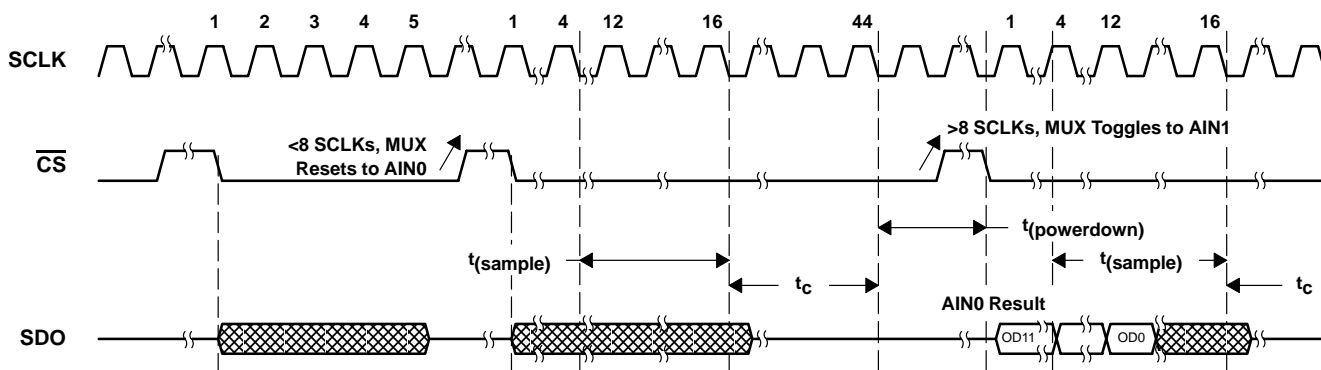 1 2 3 4 5 1 4 12 16 44 1 4 12 16
SCLK
>8 SCLKs, MUX Toggles to AIN1
<8 SCLKs, MUX
Resets to AIN0
CS
t(powerdown)
t(sample)
t(sample)
tc
tc
AIN0 Result
SDO
OD11
OD0